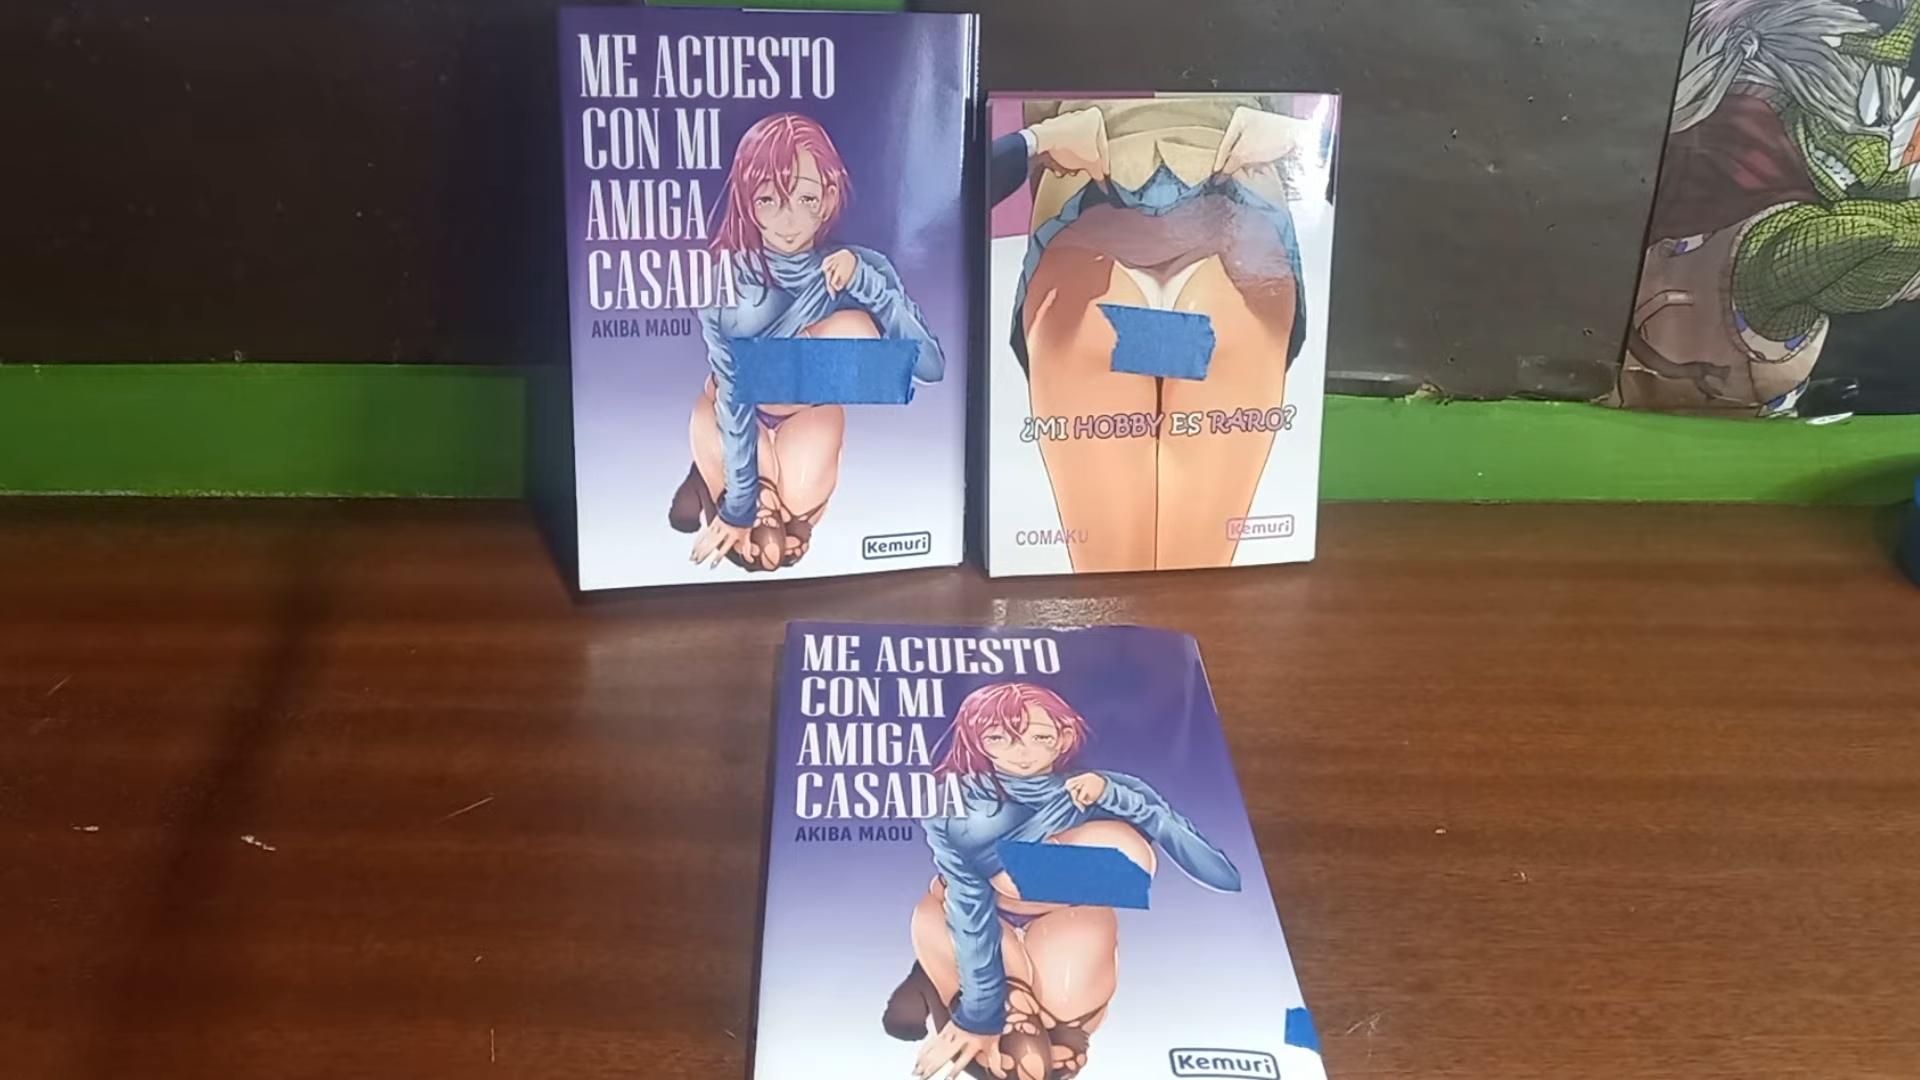 ME ACUESTO
CON MI
AMIGA
CASADA
AKIBA MAOU
Kemuri
¿MI HOBBY ES RARO?
COMAKU
Kemuri
ME ACUESTO
CON MI
AMIGA
CASADA
AKIBA MAOU
Kemuri